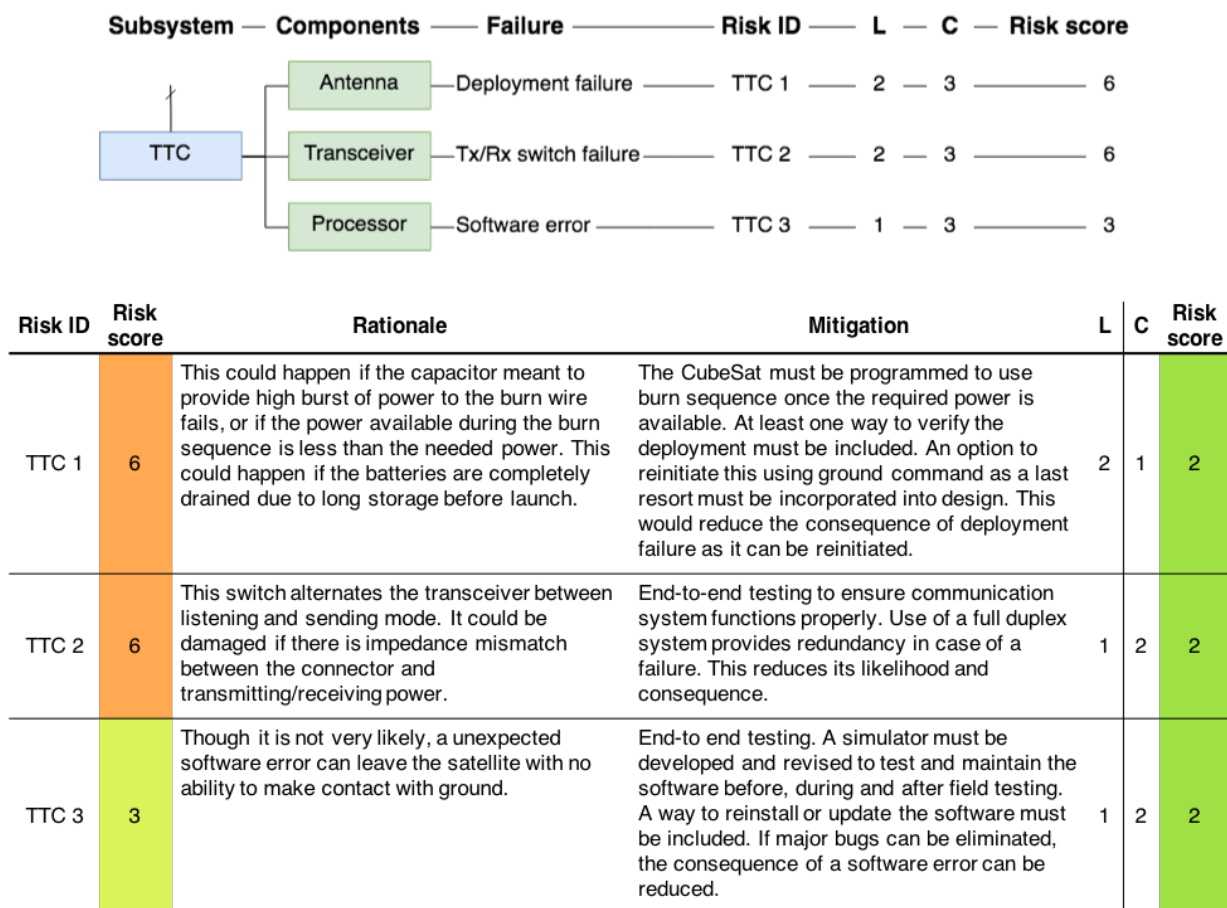 Subsystem — Components — Failure — Risk ID — L — C — Risk score
Antenna — Deployment failure — TTC 1 — 2 — 3 — 6
TTC
Transceiver — Tx/Rx switch failure — TTC 2 — 2 — 3 — 6
Processor — Software error — TTC 3 — 1 — 3 — 3
Risk ID Risk score Rationale Mitigation L C Risk score
TTC 1
6
This could happen if the capacitor meant to
provide high burst of power to the burn wire
fails, or if the power available during the burn
sequence is less than the needed power. This
could happen if the batteries are completely
drained due to long storage before launch.
The CubeSat must be programmed to use
burn sequence once the required power is
available. At least one way to verify the
deployment must be included. An option to
reinitiate this using ground command as a last
resort must be incorporated into design. This
would reduce the consequence of deployment
failure as it can be reinitiated.
2
1
2
TTC 2
6
This switch alternates the transceiver between
listening and sending mode. It could be
damaged if there is impedance mismatch
between the connector and
transmitting/receiving power.
End-to-end testing to ensure communication
system functions properly. Use of a full duplex
system provides redundancy in case of a
failure. This reduces its likelihood and
consequence.
1
2
2
TTC 3
3
Though it is not very likely, a unexpected
software error can leave the satellite with no
ability to make contact with ground.
End-to end testing. A simulator must be
developed and revised to test and maintain the
software before, during and after field testing.
A way to reinstall or update the software must
be included. If major bugs can be eliminated,
the consequence of a software error can be
reduced.
1
2
2